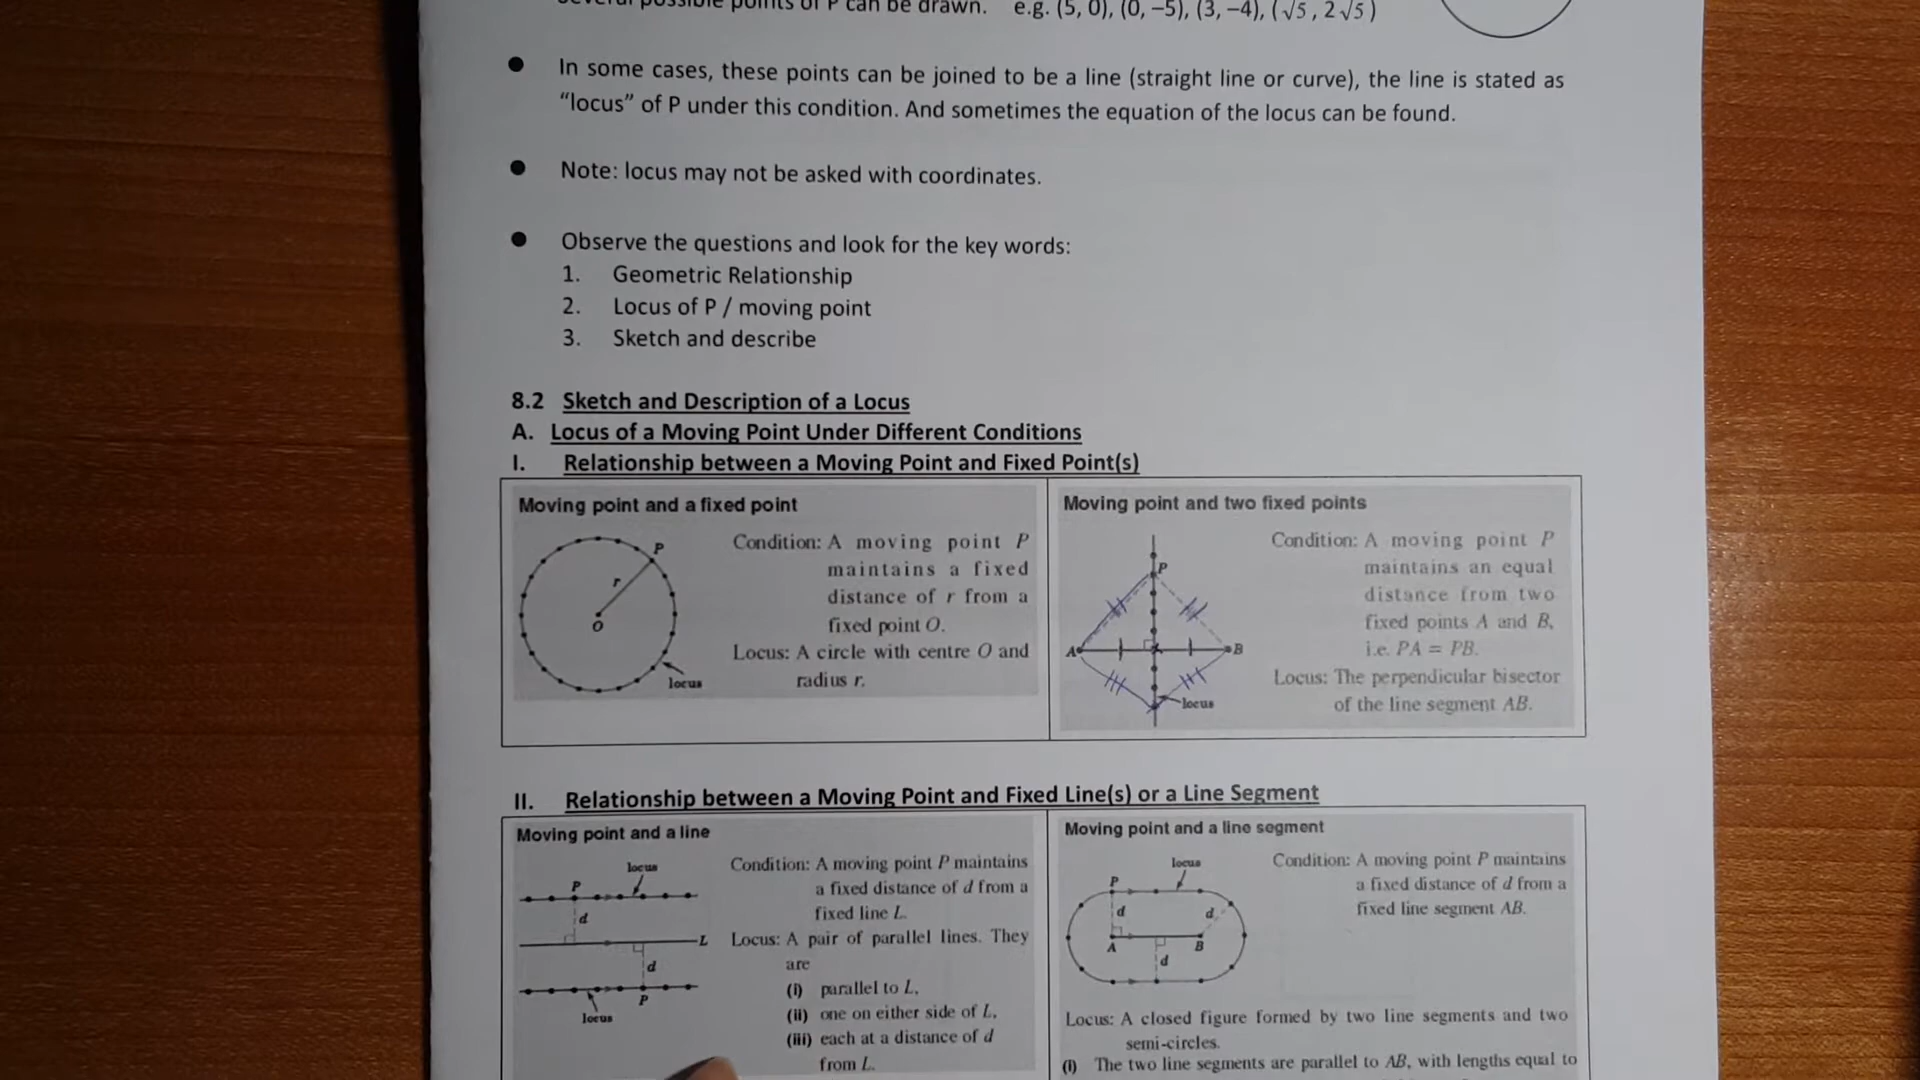 Several possible points of P can be drawn. e.g. (5, 0), (0, −5), (3, −4), (√5 , 2√5 )
● In some cases, these points can be joined to be a line (straight line or curve), the line is stated as
“locus” of P under this condition. And sometimes the equation of the locus can be found.
● Note: locus may not be asked with coordinates.
● Observe the questions and look for the key words:
1. Geometric Relationship
2. Locus of P / moving point
3. Sketch and describe
8.2 Sketch and Description of a Locus
A. Locus of a Moving Point Under Different Conditions
I. Relationship between a Moving Point and Fixed Point(s)
Moving point and a fixed point
P
r
O
locus
Condition: A moving point P
maintains a fixed
distance of r from a
fixed point O.
Locus: A circle with centre O and
radius r.
Moving point and two fixed points
P
A
B
locus
Condition: A moving point P
maintains an equal
distance from two
fixed points A and B,
i.e. PA = PB.
Locus: The perpendicular bisector
of the line segment AB.
II. Relationship between a Moving Point and Fixed Line(s) or a Line Segment
Moving point and a line
locus
P
d
L
d
P
locus
Condition: A moving point P maintains
a fixed distance of d from a
fixed line L.
Locus: A pair of parallel lines. They
are
(i) parallel to L,
(ii) one on either side of L,
(iii) each at a distance of d
from L.
Moving point and a line segment
locus
P
d
d
A
B
d
Condition: A moving point P maintains
a fixed distance of d from a
fixed line segment AB.
Locus: A closed figure formed by two line segments and two
semi-circles.
(i) The two line segments are parallel to AB, with lengths equal to